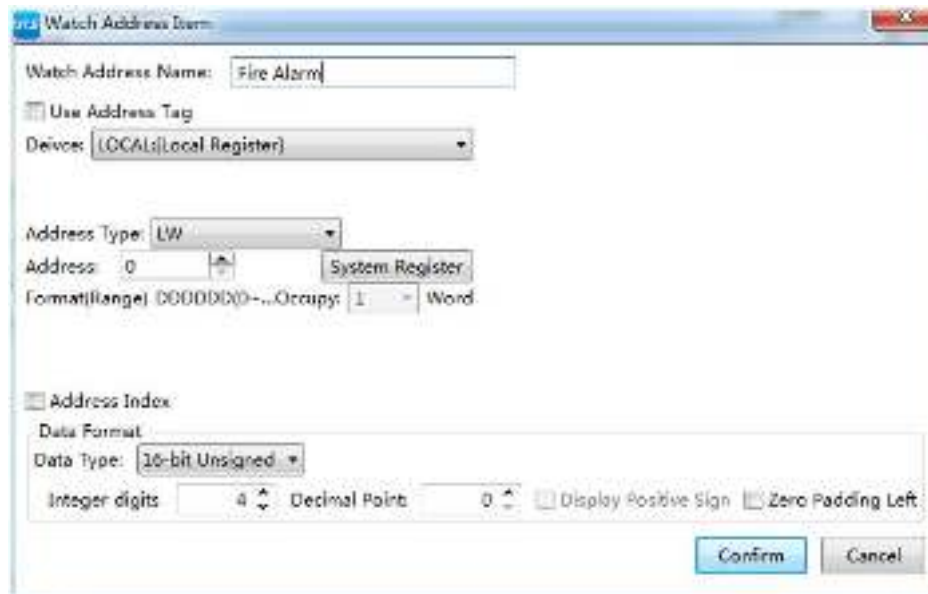 Watch Address Item
Watch Address Name: Fire Alarm
Use Address Tag
Deivce: LOCAL:[Local Register]
Address Type: LW
Address: 0 System Register
Format(Range) DDDDDD(0~...Occupy: 1 Word
Address Index
Data Format
Data Type: 16-bit Unsigned
Integer digits 4 Decimal Point: 0 Display Positive Sign Zero Padding Left
Confirm Cancel